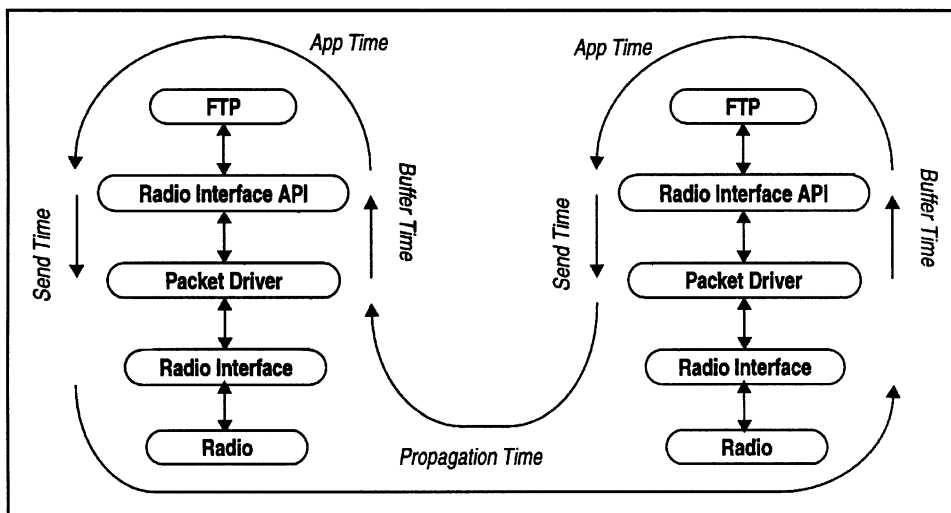 App Time
FTP
Radio Interface API
Packet Driver
Radio Interface
Radio
Send Time
Buffer Time
Propagation Time
App Time
FTP
Radio Interface API
Packet Driver
Radio Interface
Radio
Send Time
Buffer Time